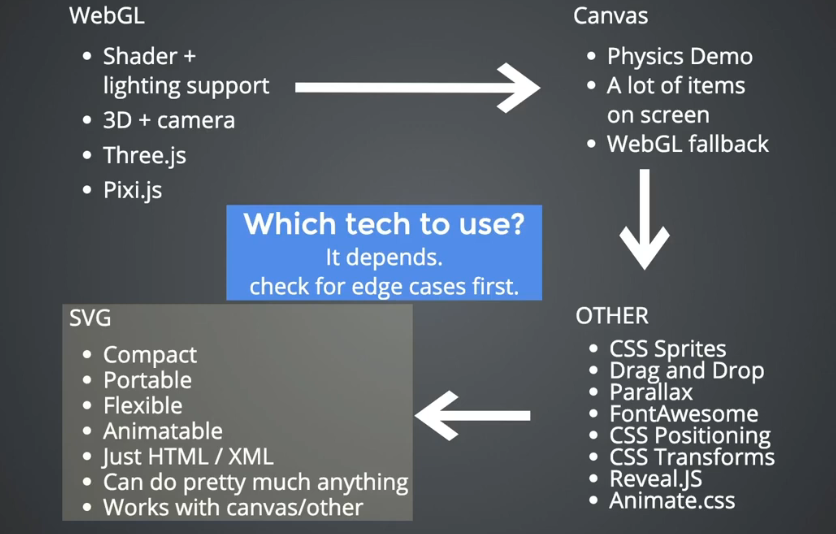 WebGL
• Shader +
lighting support
• 3D + camera
• Three.js
• Pixi.js
Canvas
• Physics Demo
• A lot of items
on screen
• WebGL fallback
Which tech to use?
It depends.
check for edge cases first.
SVG
• Compact
• Portable
• Flexible
• Animatable
• Just HTML / XML
• Can do pretty much anything
• Works with canvas/other
OTHER
• CSS Sprites
• Drag and Drop
• Parallax
• FontAwesome
• CSS Positioning
• CSS Transforms
• Reveal.JS
• Animate.css